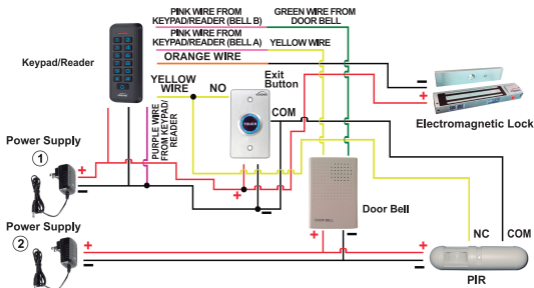 PINK WIRE FROM
KEYPAD/READER (BELL B)
GREEN WIRE FROM
DOOR BELL
PINK WIRE FROM
KEYPAD/READER (BELL A)
YELLOW WIRE
ORANGE WIRE
Keypad/Reader
YELLOW
WIRE
NO
Exit
Button
COM
PURPLE WIRE
FROM KEYPAD/
READER
Electromagnetic Lock
Power Supply
1
Door Bell
DOOR BELL
NC
COM
Power Supply
2
PIR